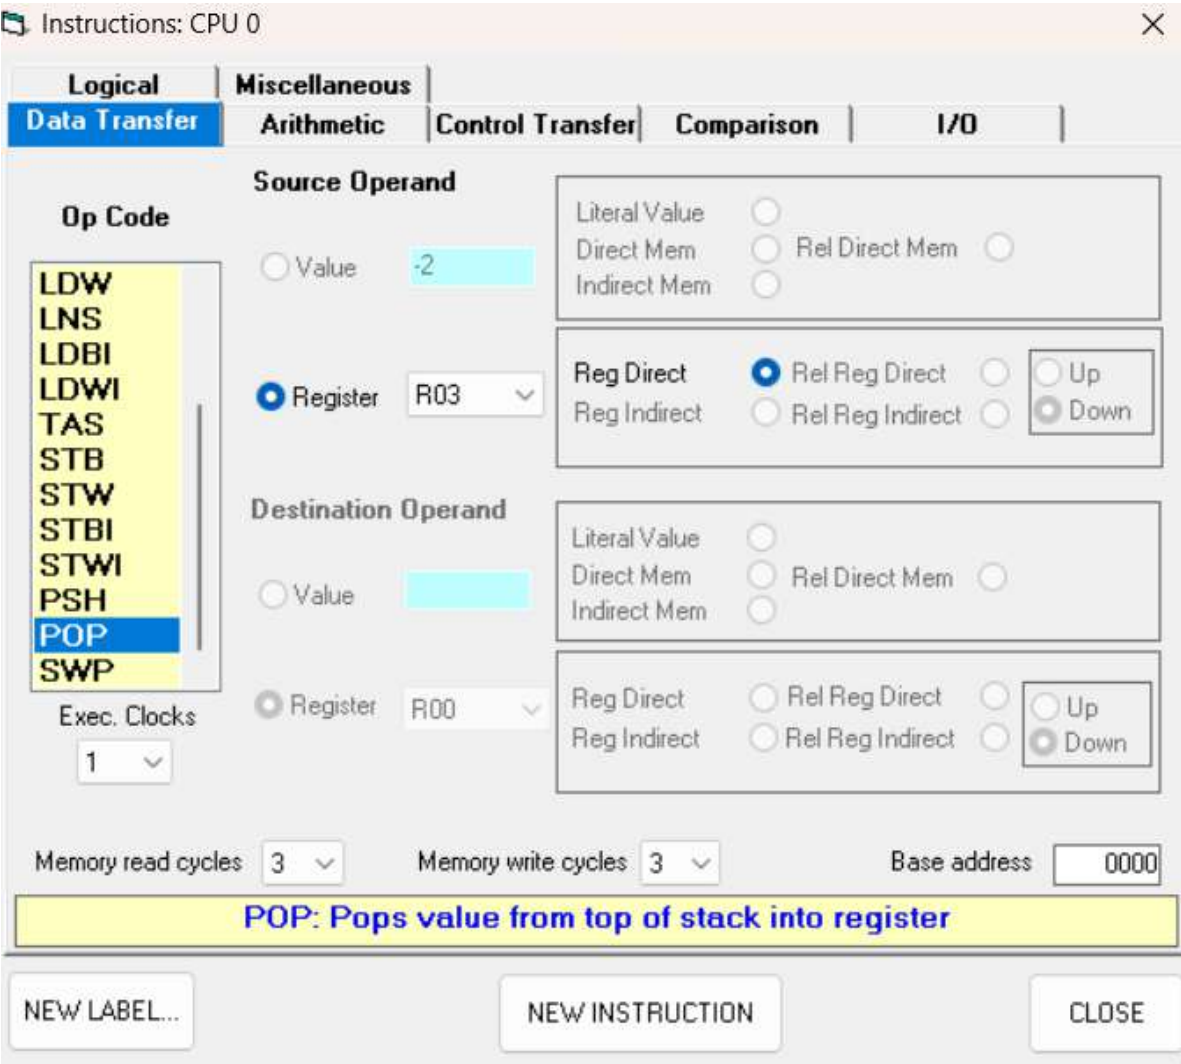 Instructions: CPU 0
Logical Miscellaneous
Data Transfer Arithmetic Control Transfer Comparison I/O
Source Operand
Op Code
Literal Value
Direct Mem Rel Direct Mem
Indirect Mem
Value -2
LDW
LNS
LDBI
LDWI
TAS
STB
STW
STBI
STWI
PSH
POP
SWP
Register R03
Reg Direct Rel Reg Direct Up
Reg Indirect Rel Reg Indirect Down
Destination Operand
Literal Value
Direct Mem Rel Direct Mem
Indirect Mem
Value
Register R00
Reg Direct Rel Reg Direct Up
Reg Indirect Rel Reg Indirect Down
Exec. Clocks
1
Memory read cycles 3 Memory write cycles 3 Base address 0000
POP: Pops value from top of stack into register
NEW LABEL... NEW INSTRUCTION CLOSE